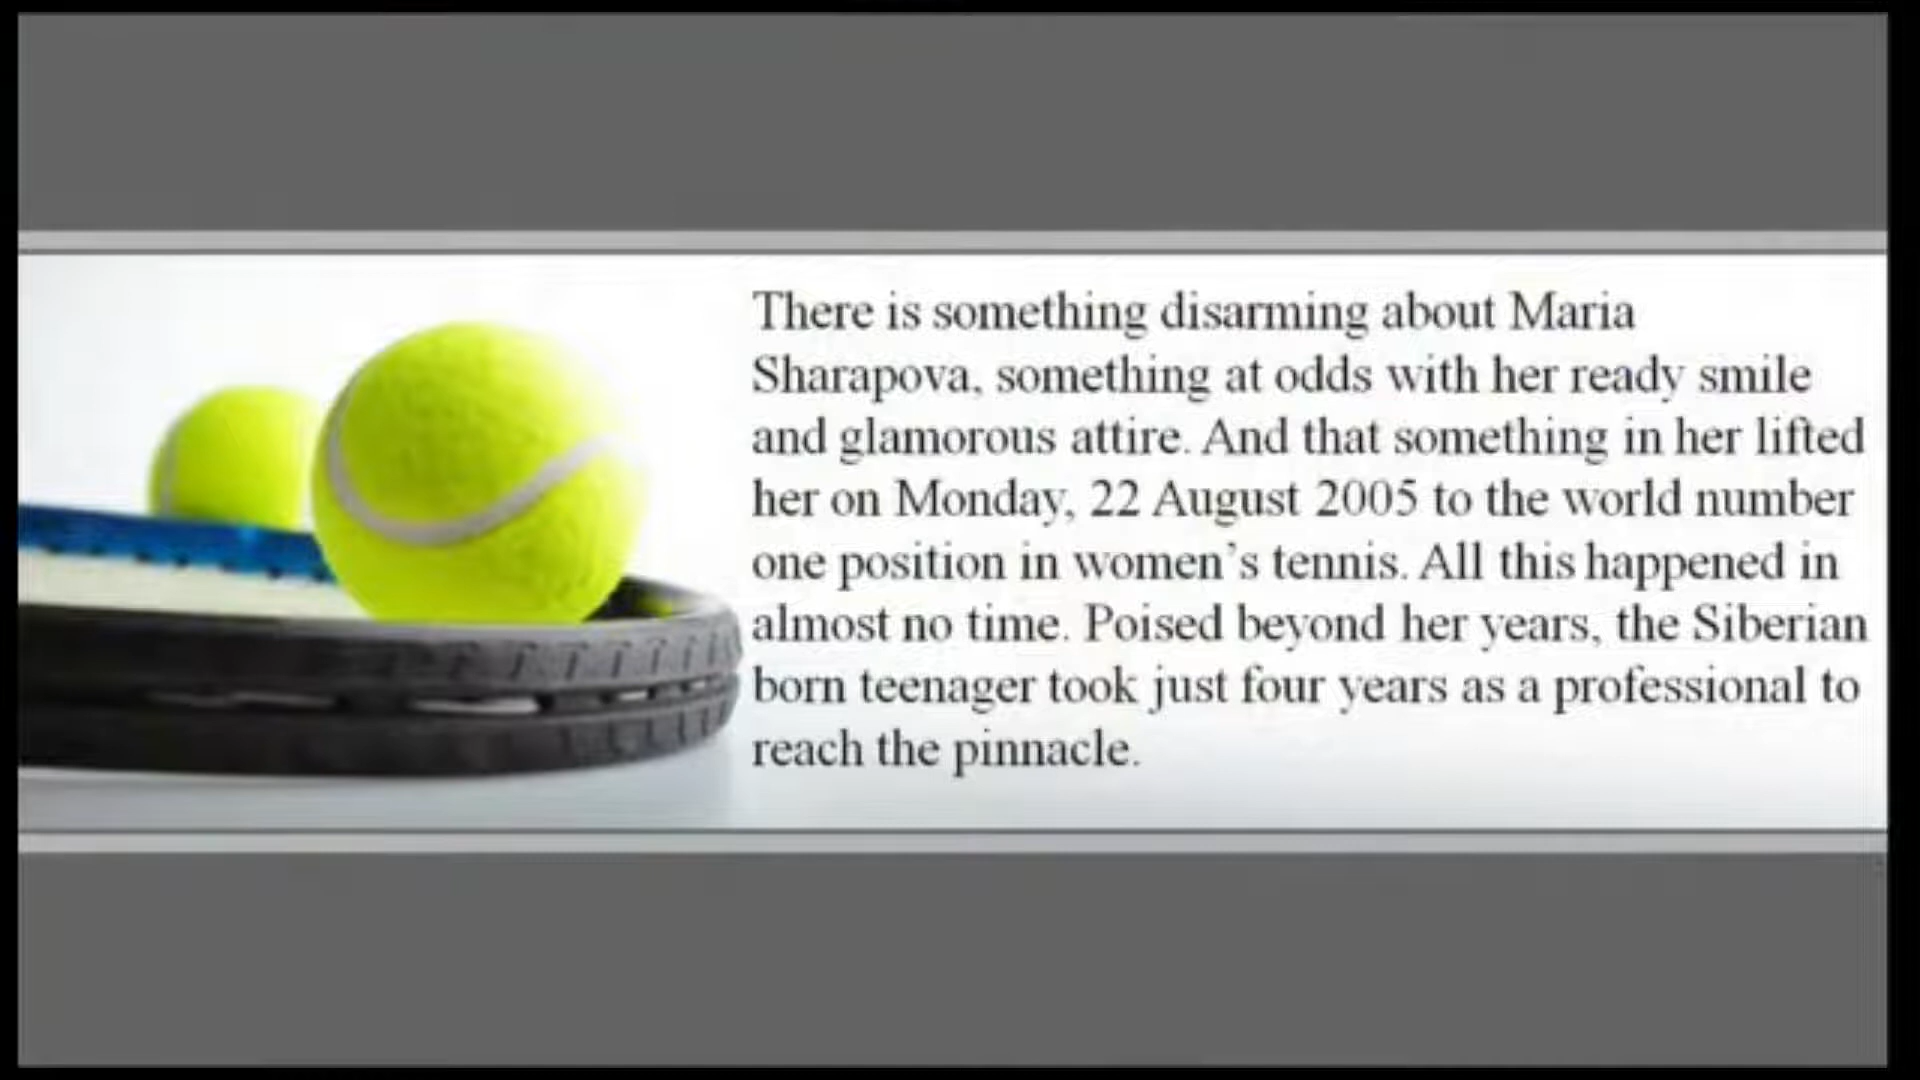 There is something disarming about Maria
Sharapova, something at odds with her ready smile
and glamorous attire. And that something in her lifted
her on Monday, 22 August 2005 to the world number
one position in women’s tennis. All this happened in
almost no time. Poised beyond her years, the Siberian
born teenager took just four years as a professional to
reach the pinnacle.